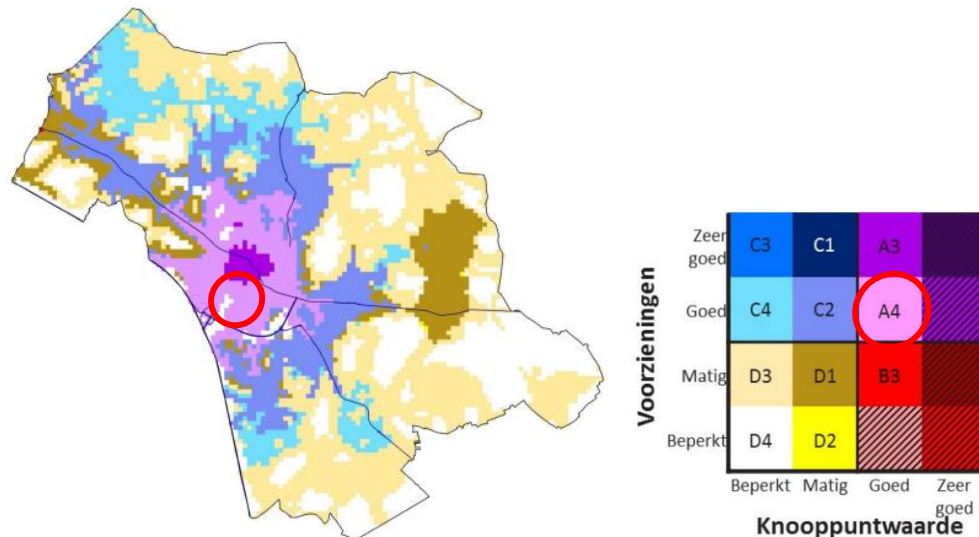 Voorzieningen
Zeer
goed
C3 C1 A3
Goed
C4 C2 A4
Matig
D3 D1 B3
Beperkt
D4 D2
Beperkt Matig Goed Zeer
goed
Knooppuntwaarde